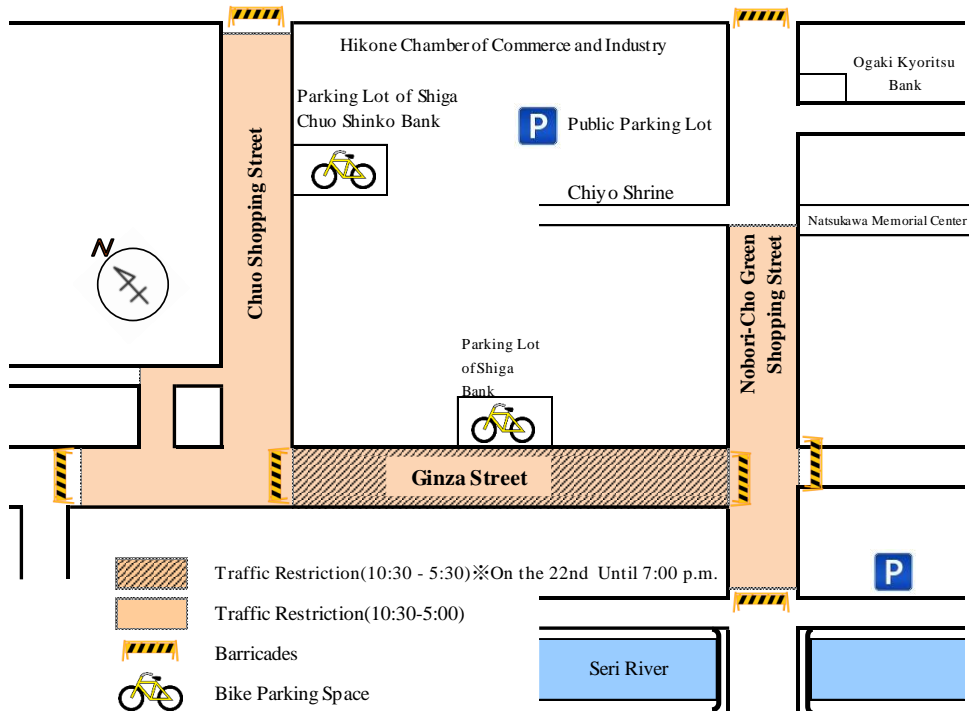 Hikone Chamber of Commerce and Industry
Ogaki Kyoritsu
Bank
Parking Lot of Shiga
Chuo Shinko Bank
P
Public Parking Lot
Chiyo Shrine
Natsukawa Memorial Center
Chuo Shopping Street
N
Nobori-Cho Green
Shopping Street
Parking Lot
of Shiga
Bank
Ginza Street
Traffic Restriction(10:30 - 5:30)※On the 22nd Until 7:00 p.m.
P
Traffic Restriction(10:30-5:00)
Barricades
Seri River
Bike Parking Space